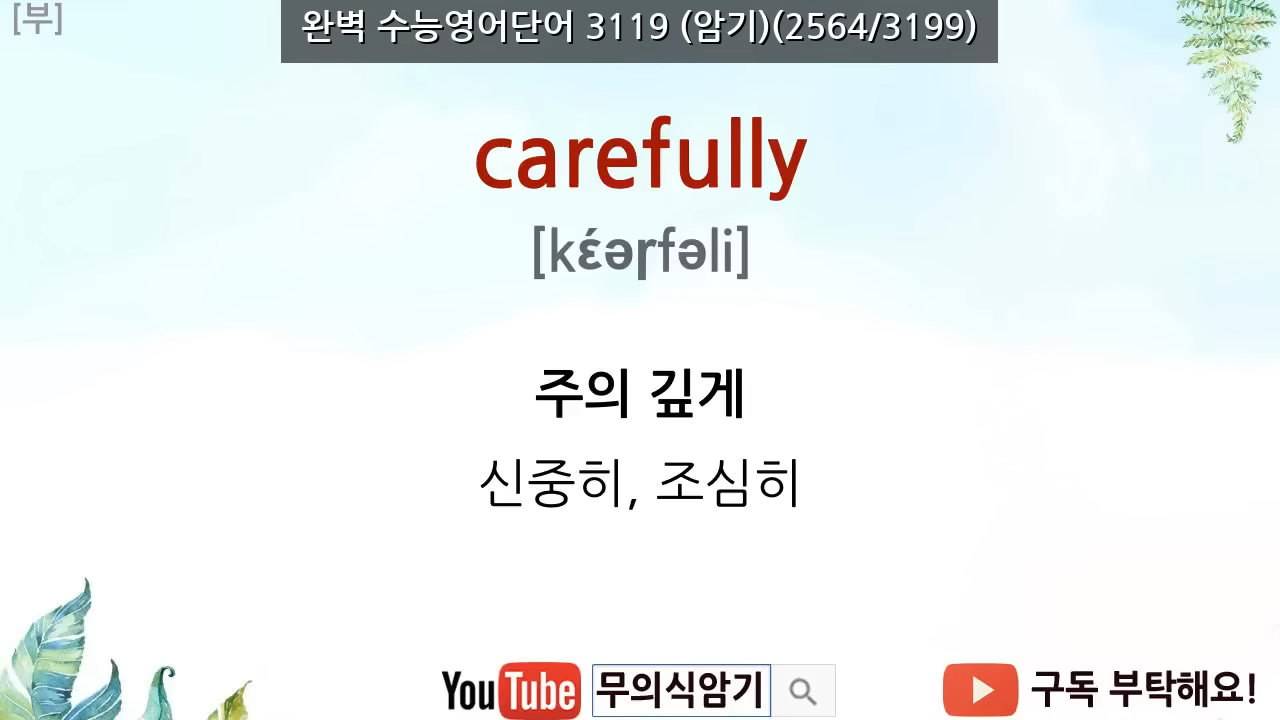 [부]
완벽 수능영어단어 3119 (암기)(2564/3199)
carefully
[kɛ́əɼfəli]
주의 깊게
신중히, 조심히
YouTube 무의식암기
구독 부탁해요!